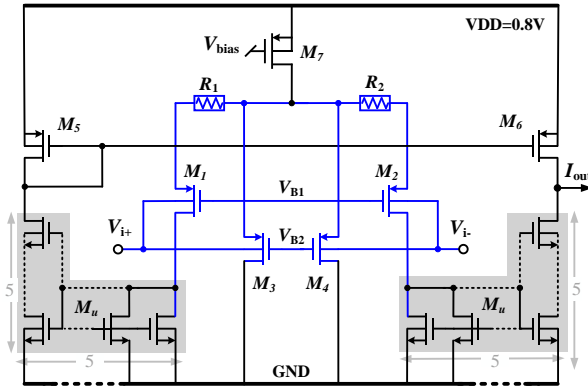 VDD=0.8V
Vbias
M7
R1
R2
M5
M6
M1
M2
Iout
VB1
5
Vi+
VB2
Vi-
5
M3
M4
Mu
Mu
5
GND
5